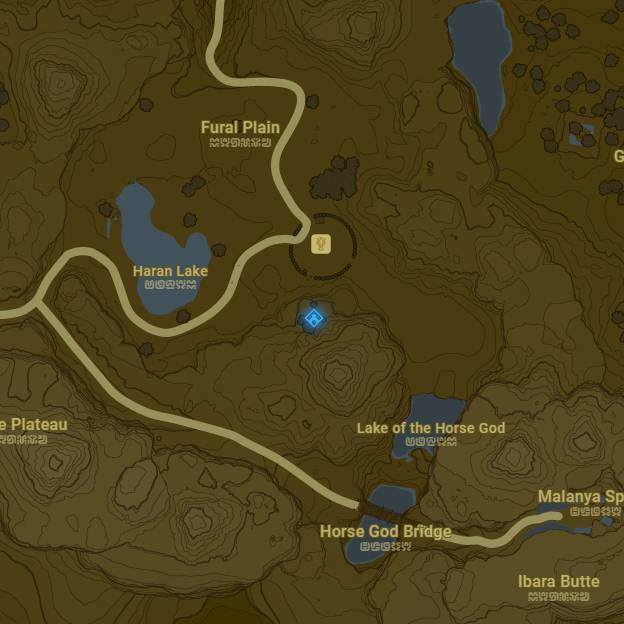 Fural Plain
Haran Lake
e Plateau
Lake of the Horse God
Malanya Sp
Horse God Bridge
Ibara Butte
G